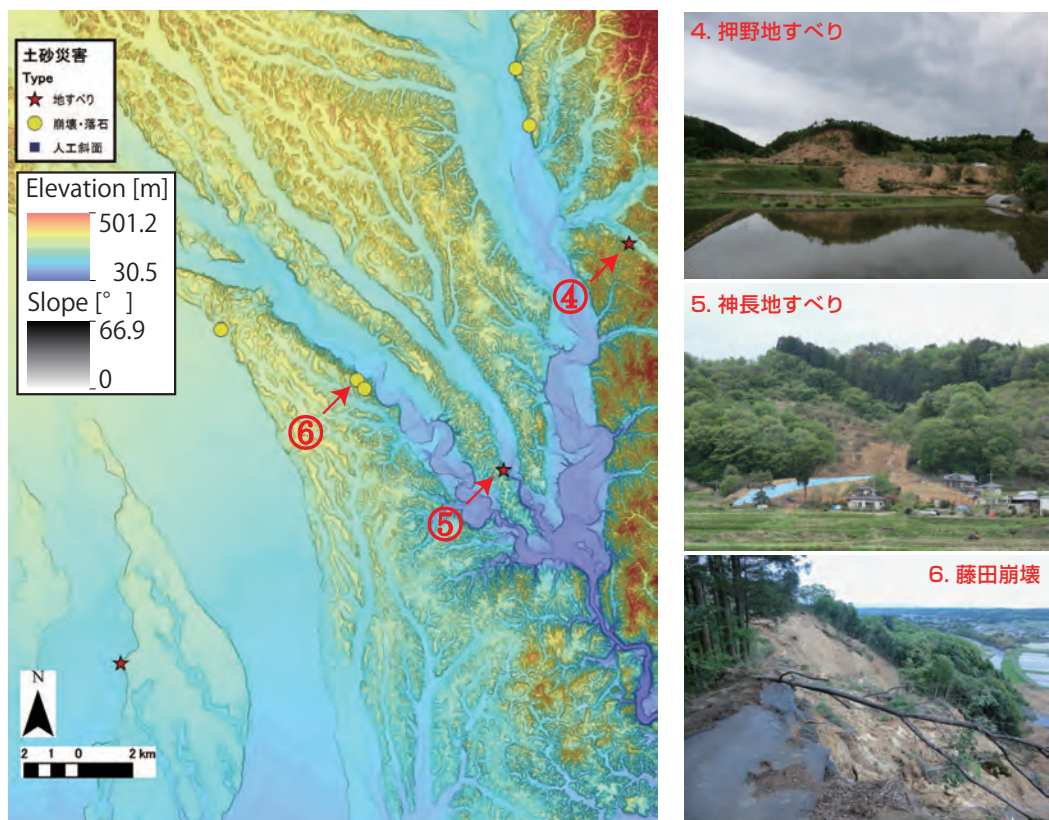 土砂災害
Type
地すべり
崩壊・落石
人工斜面
Elevation [m]
501.2
30.5
Slope [° ]
66.9
0
④
⑥
⑤
N
2 1 0 2 km
4. 押野地すべり
5. 神長地すべり
6. 藤田崩壊